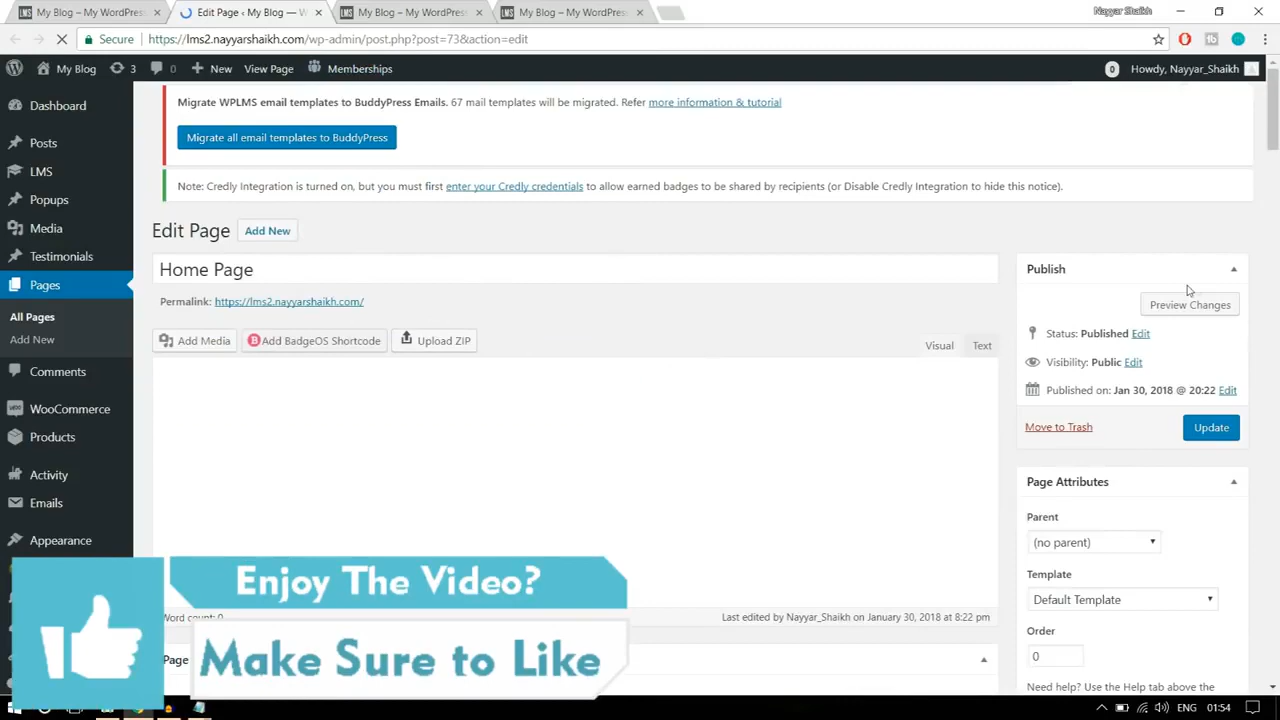 My Blog – My WordPres
Edit Page ‹ My Blog — W
My Blog – My WordPress
My Blog – My WordPress
Nayyar Shaikh
Secure
https://lms2.nayyarshaikh.com/wp-admin/post.php?post=73&action=edit
My Blog
3
0
New
View Page
Memberships
0
Howdy, Nayyar_Shaikh
Dashboard
Posts
LMS
Popups
Media
Testimonials
Pages
All Pages
Add New
Comments
WooCommerce
Products
Activity
Emails
Appearance
Migrate WPLMS email templates to BuddyPress Emails. 67 mail templates will be migrated. Refer more information & tutorial
Migrate all email templates to BuddyPress
Note: Credly Integration is turned on, but you must first enter your Credly credentials to allow earned badges to be shared by recipients (or Disable Credly Integration to hide this notice).
Edit Page
Add New
Home Page
Permalink: https://lms2.nayyarshaikh.com/
Add Media
Add BadgeOS Shortcode
Upload ZIP
Visual
Text
Word count: 0
Last edited by Nayyar_Shaikh on January 30, 2018 at 8:22 pm
Page
Publish
Preview Changes
Status: Published Edit
Visibility: Public Edit
Published on: Jan 30, 2018 @ 20:22 Edit
Move to Trash
Update
Page Attributes
Parent
(no parent)
Template
Default Template
Order
0
Need help? Use the Help tab above the
Enjoy The Video?
Make Sure to Like
ENG
01:54